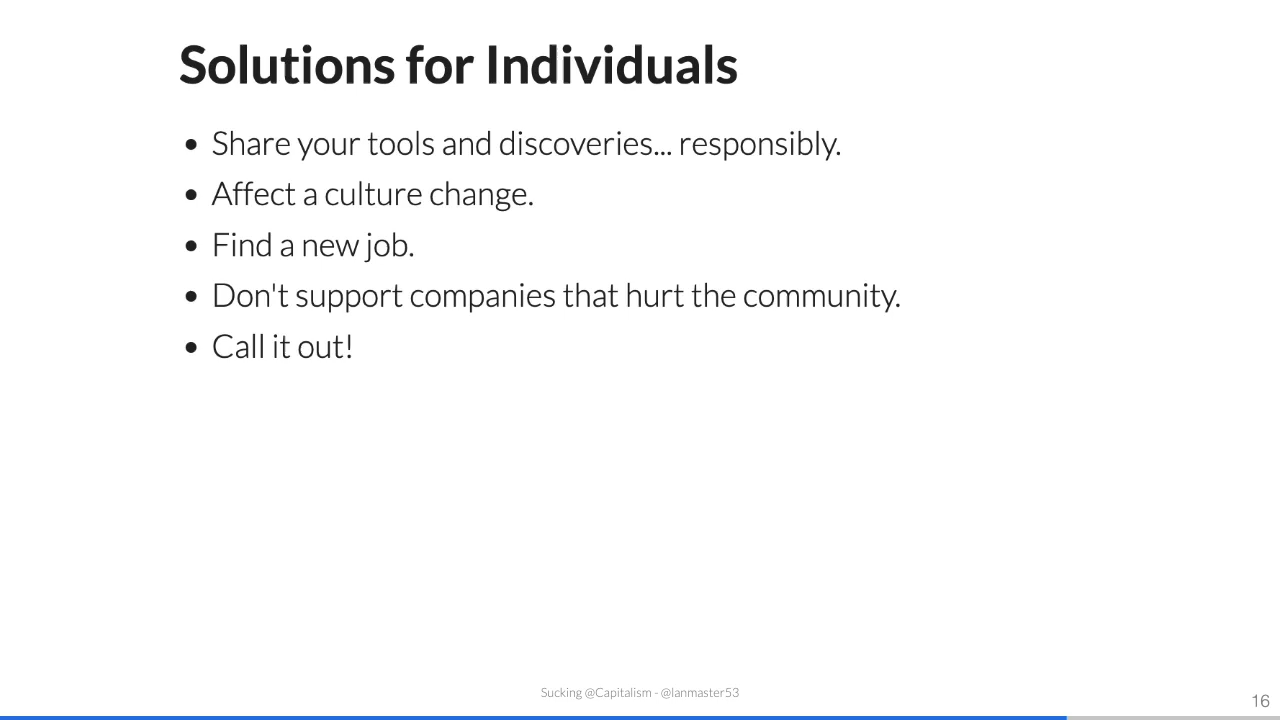 Solutions for Individuals
• Share your tools and discoveries... responsibly.
• Affect a culture change.
• Find a new job.
• Don't support companies that hurt the community.
• Call it out!
Sucking @Capitalism - @lanmaster53
16